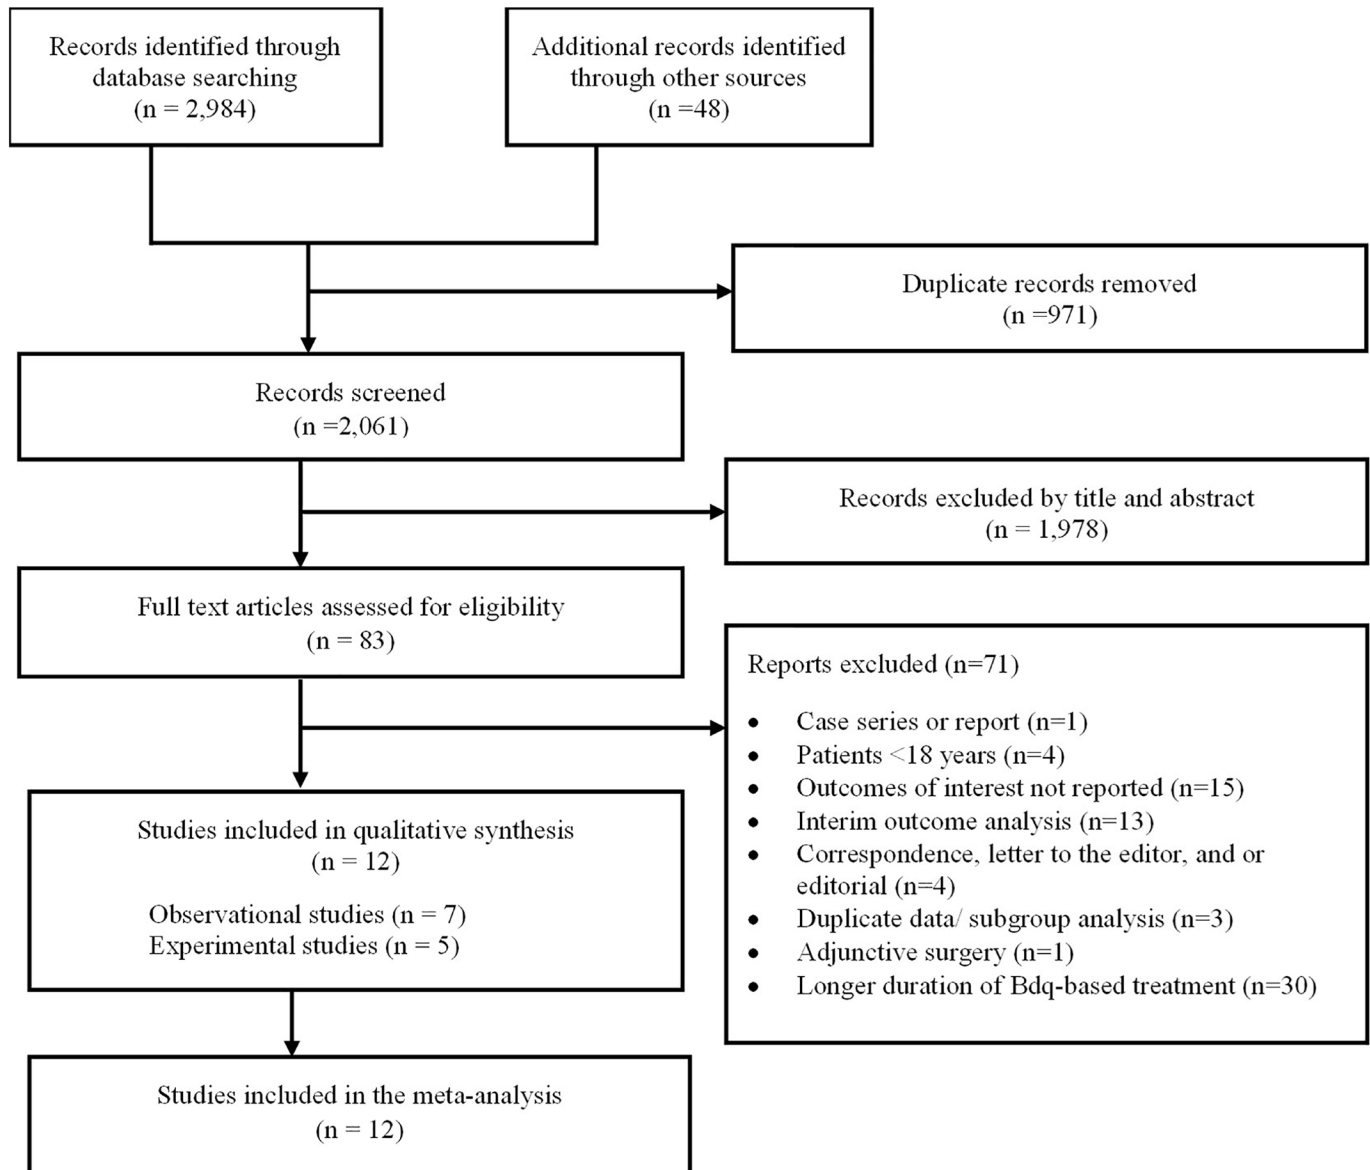 Records identified through
database searching
(n = 2,984)
Additional records identified
through other sources
(n =48)
Duplicate records removed
(n =971)
Records screened
(n =2,061)
Records excluded by title and abstract
(n = 1,978)
Full text articles assessed for eligibility
(n = 83)
Reports excluded (n=71)
• Case series or report (n=1)
• Patients <18 years (n=4)
• Outcomes of interest not reported (n=15)
• Interim outcome analysis (n=13)
• Correspondence, letter to the editor, and or
editorial (n=4)
• Duplicate data/ subgroup analysis (n=3)
• Adjunctive surgery (n=1)
• Longer duration of Bdq-based treatment (n=30)
Studies included in qualitative synthesis
(n = 12)
Observational studies (n = 7)
Experimental studies (n = 5)
Studies included in the meta-analysis
(n = 12)